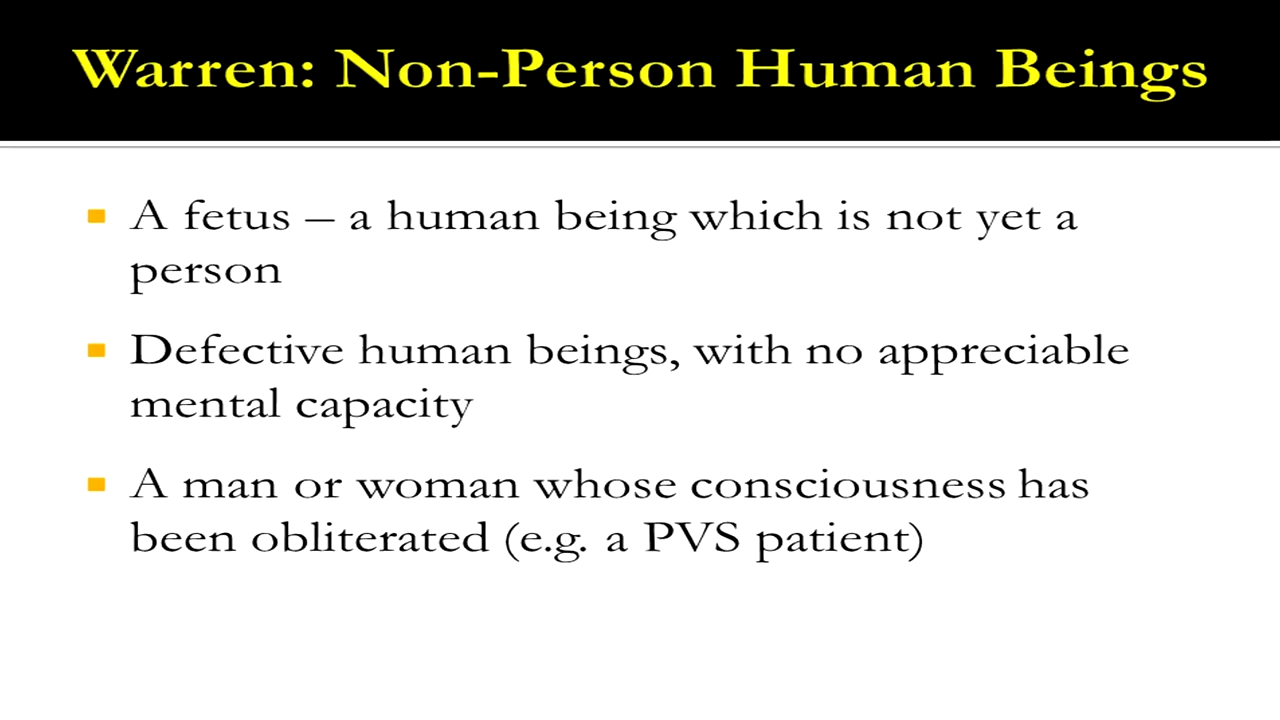 Warren: Non-Person Human Beings
A fetus – a human being which is not yet a
person
Defective human beings, with no appreciable
mental capacity
A man or woman whose consciousness has
been obliterated (e.g. a PVS patient)